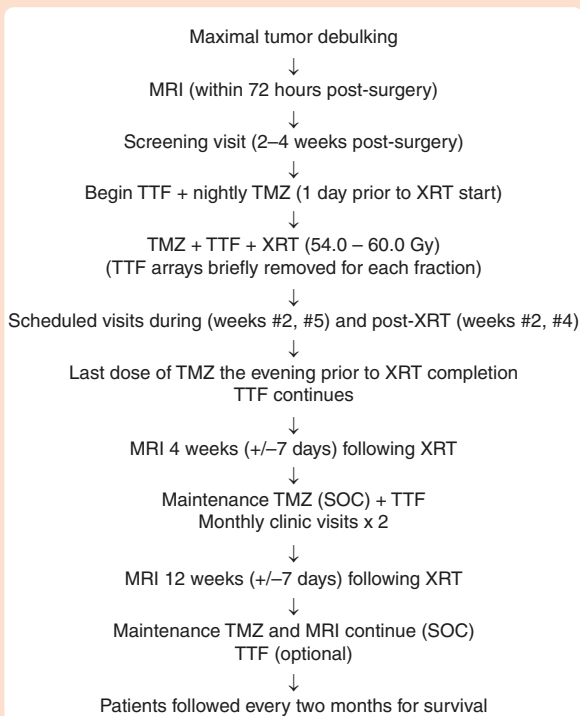 Maximal tumor debulking
↓
MRI (within 72 hours post-surgery)
↓
Screening visit (2–4 weeks post-surgery)
↓
Begin TTF + nightly TMZ (1 day prior to XRT start)
↓
TMZ + TTF + XRT (54.0 – 60.0 Gy)
(TTF arrays briefly removed for each fraction)
↓
Scheduled visits during (weeks #2, #5) and post-XRT (weeks #2, #4)
↓
Last dose of TMZ the evening prior to XRT completion
TTF continues
↓
MRI 4 weeks (+/–7 days) following XRT
↓
Maintenance TMZ (SOC) + TTF
Monthly clinic visits x 2
↓
MRI 12 weeks (+/–7 days) following XRT
↓
Maintenance TMZ and MRI continue (SOC)
TTF (optional)
↓
Patients followed every two months for survival